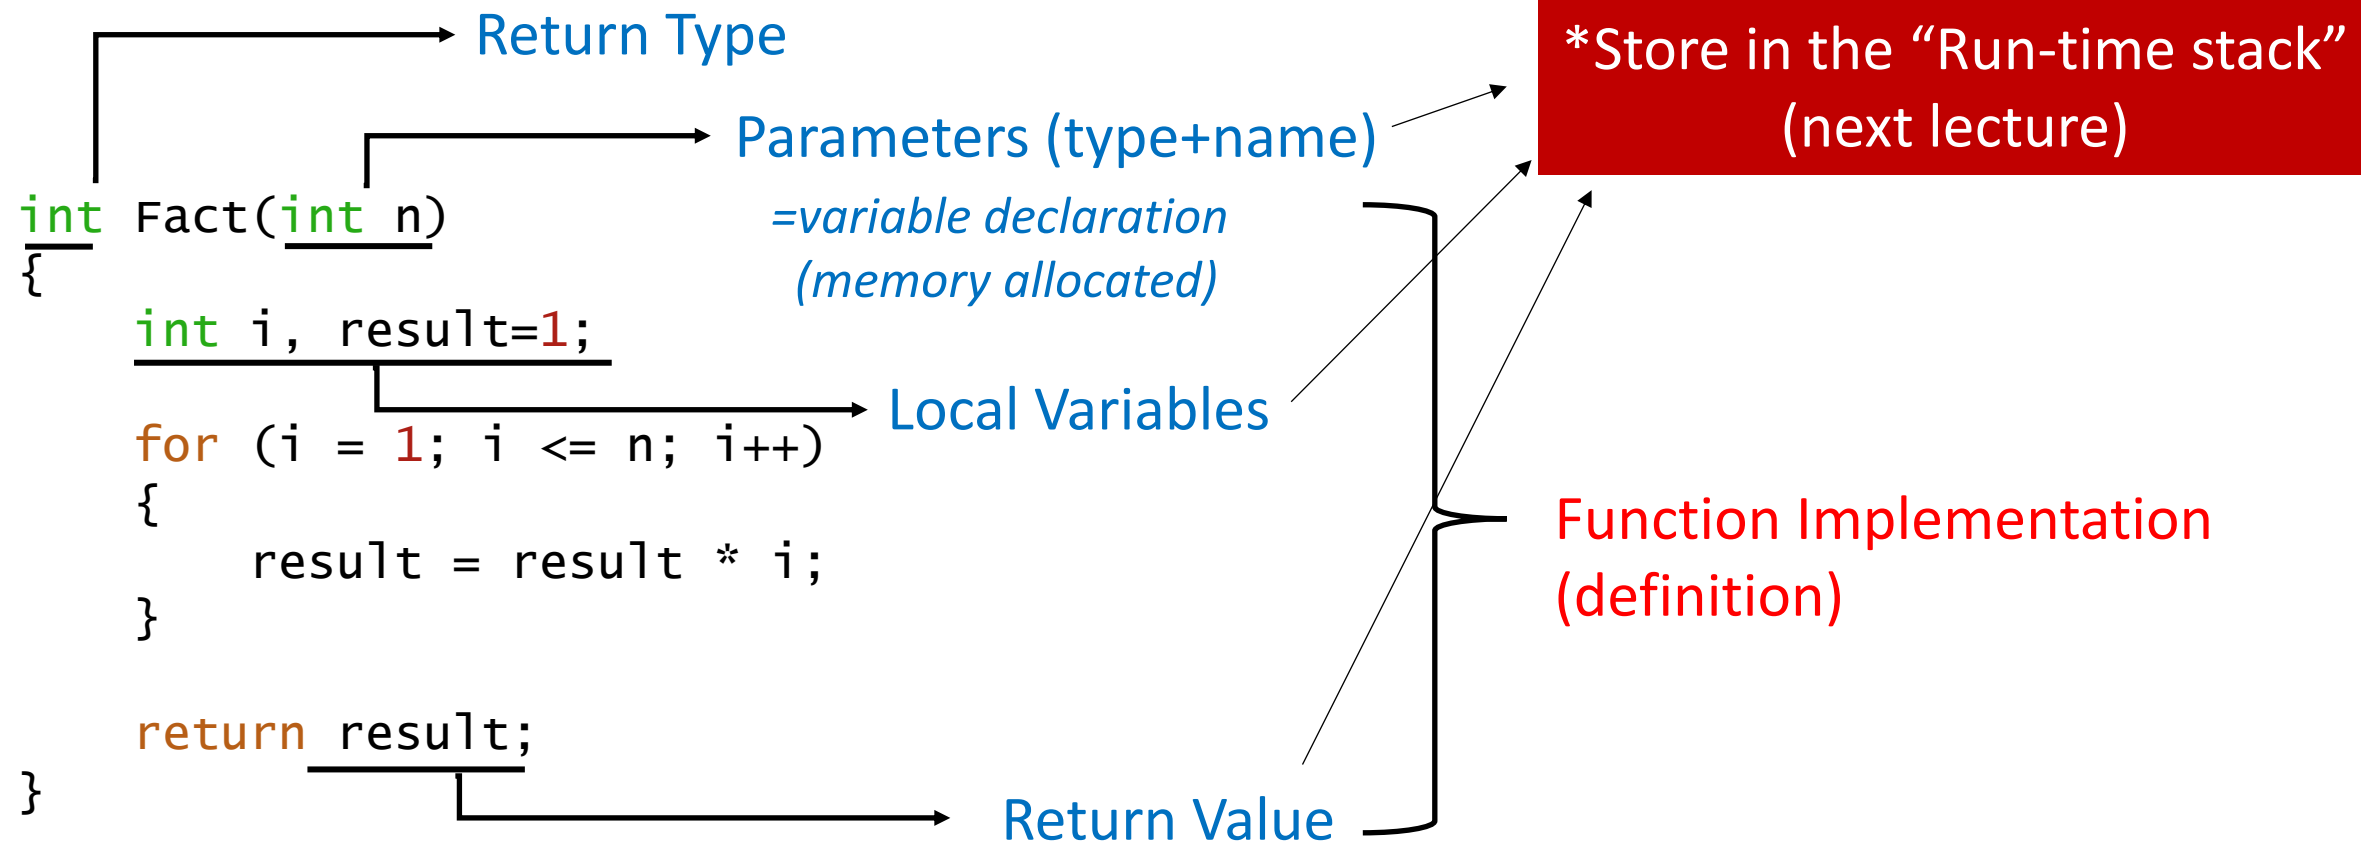 Return Type
*Store in the “Run-time stack”
(next lecture)
Parameters (type+name)
=variable declaration
(memory allocated)
int Fact(int n)
{
int i, result=1;
Local Variables
for (i = 1; i <= n; i++)
{
result = result * i;
}
Function Implementation
(definition)
return result;
}
Return Value